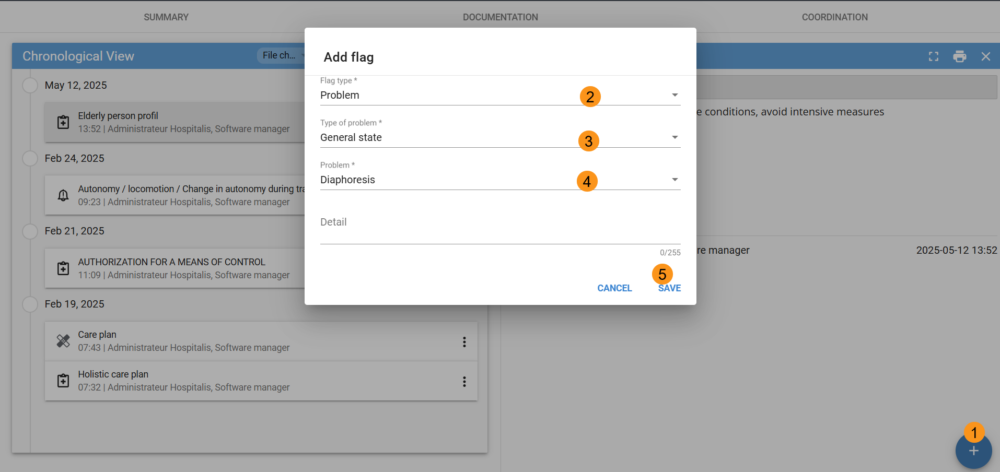 SUMMARY
DOCUMENTATION
COORDINATION
Chronological View
File ch...
Add flag
May 12, 2025
Elderly person profil
13:52 | Administrateur Hospitalis, Software manager
Feb 24, 2025
Autonomy / locomotion / Change in autonomy during tra
09:23 | Administrateur Hospitalis, Software manager
Feb 21, 2025
AUTHORIZATION FOR A MEANS OF CONTROL
11:09 | Administrateur Hospitalis, Software manager
Feb 19, 2025
Care plan
07:43 | Administrateur Hospitalis, Software manager
Holistic care plan
07:32 | Administrateur Hospitalis, Software manager
Flag type *
Problem
2
Type of problem *
General state
3
Problem *
Diaphoresis
4
Detail
0/255
5
CANCEL
SAVE
e conditions, avoid intensive measures
re manager
2025-05-12 13:52
1
+